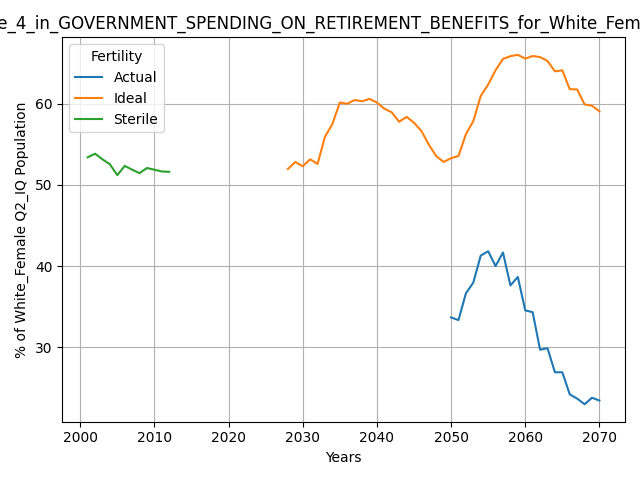 e_4_in_GOVERNMENT_SPENDING_ON_RETIREMENT_BENEFITS_for_White_Fem
Fertility
Actual
Ideal
Sterile
% of White_Female Q2_IQ Population
60
50
40
30
2000 2010 2020 2030 2040 2050 2060 2070
Years